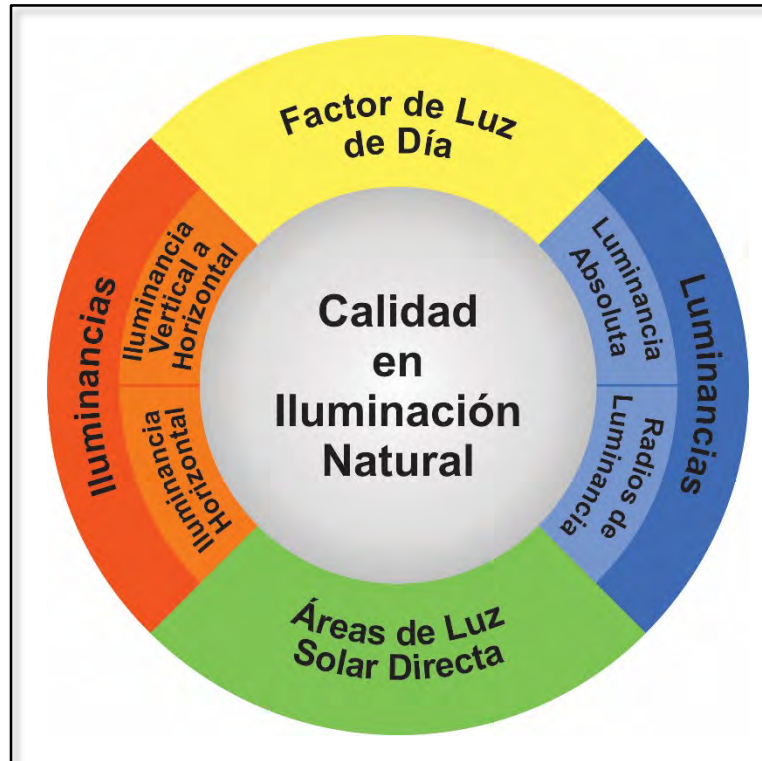 Factor de Luz
de Día
Iluminancias
Iluminancia
Vertical a
Horizontal
Iluminancia
Horizontal
Calidad
en
Iluminación
Natural
Luminancia
Absoluta
Radios de
Luminancia
Luminancias
Áreas de Luz
Solar Directa